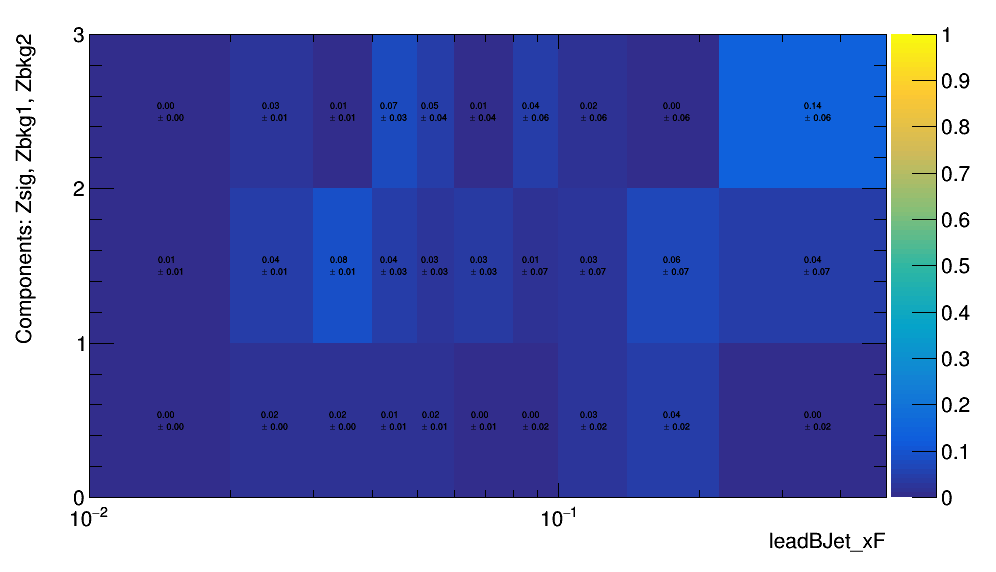 Components: Zsig, Zbkg1, Zbkg2
3
2
1
0
0.00 0.03 0.01 0.07 0.05 0.01 0.04 0.02 0.00 0.14
± 0.00 ± 0.01 ± 0.01 ± 0.03 ± 0.04 ± 0.04 ± 0.06 ± 0.06 ± 0.06 ± 0.06
0.01 0.04 0.08 0.04 0.03 0.03 0.01 0.03 0.06 0.04
± 0.01 ± 0.01 ± 0.01 ± 0.03 ± 0.03 ± 0.03 ± 0.07 ± 0.07 ± 0.07 ± 0.07
0.00 0.02 0.02 0.01 0.02 0.00 0.00 0.03 0.04 0.00
± 0.00 ± 0.00 ± 0.00 ± 0.01 ± 0.01 ± 0.01 ± 0.02 ± 0.02 ± 0.02 ± 0.02
10⁻² 10⁻¹
leadBJet_xF
1
0.9
0.8
0.7
0.6
0.5
0.4
0.3
0.2
0.1
0